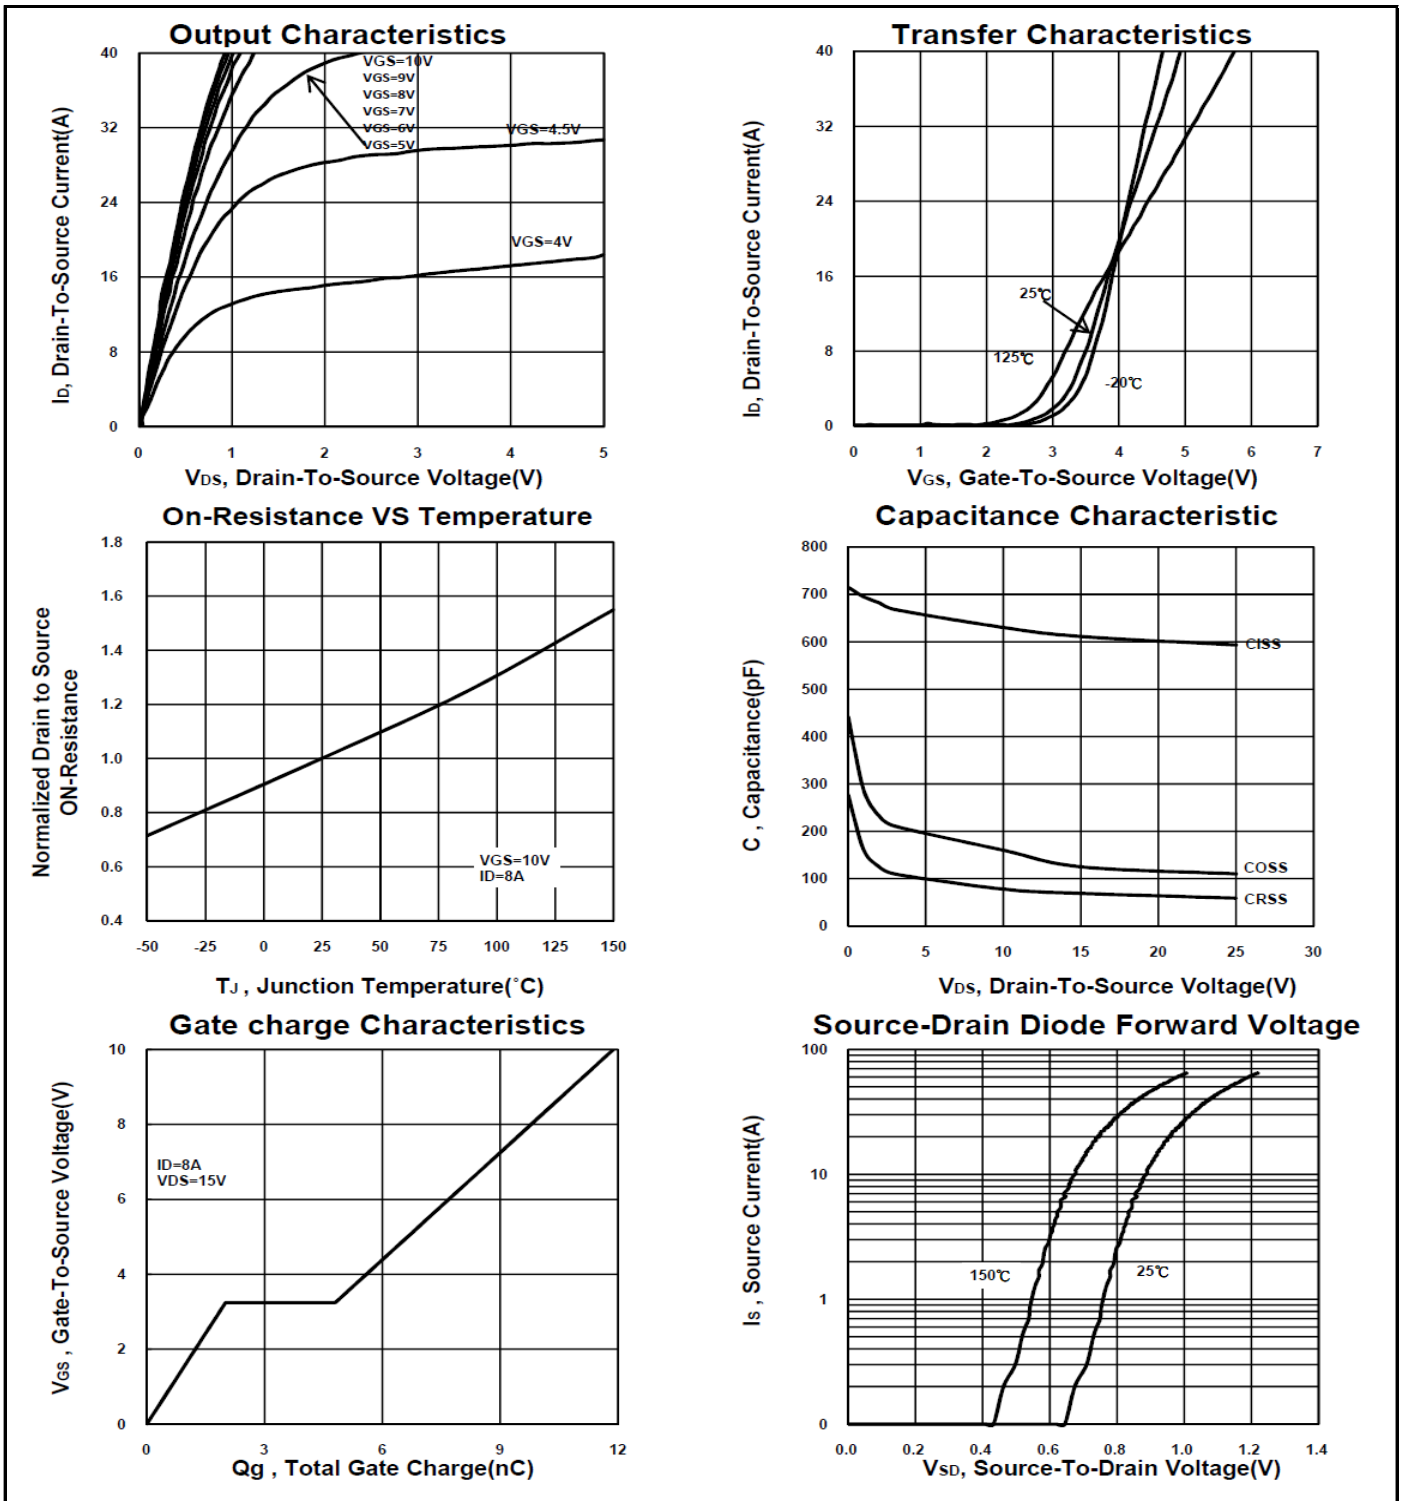 Output Characteristics
40
32
24
16
8
0
0 1 2 3 4 5
ID, Drain-To-Source Current(A)
VGS=10V
VGS=9V
VGS=8V
VGS=7V
VGS=6V
VGS=5V
VGS=4.5V
VGS=4V
VDS, Drain-To-Source Voltage(V)
Transfer Characteristics
40
32
24
16
8
0
0 1 2 3 4 5 6 7
ID, Drain-To-Source Current(A)
25℃
125℃
-20℃
VGS, Gate-To-Source Voltage(V)
On-Resistance VS Temperature
1.8
1.6
1.4
1.2
1.0
0.8
0.6
0.4
-50 -25 0 25 50 75 100 125 150
Normalized Drain to Source
ON-Resistance
VGS=10V
ID=8A
TJ , Junction Temperature(˚C)
Capacitance Characteristic
800
700
600
500
400
300
200
100
0
0 5 10 15 20 25 30
C , Capacitance(pF)
CISS
COSS
CRSS
VDS, Drain-To-Source Voltage(V)
Gate charge Characteristics
10
8
6
4
2
0
0 3 6 9 12
VGS , Gate-To-Source Voltage(V)
ID=8A
VDS=15V
Qg , Total Gate Charge(nC)
Source-Drain Diode Forward Voltage
100
10
1
0
0.0 0.2 0.4 0.6 0.8 1.0 1.2 1.4
IS , Source Current(A)
150℃
25℃
VSD, Source-To-Drain Voltage(V)